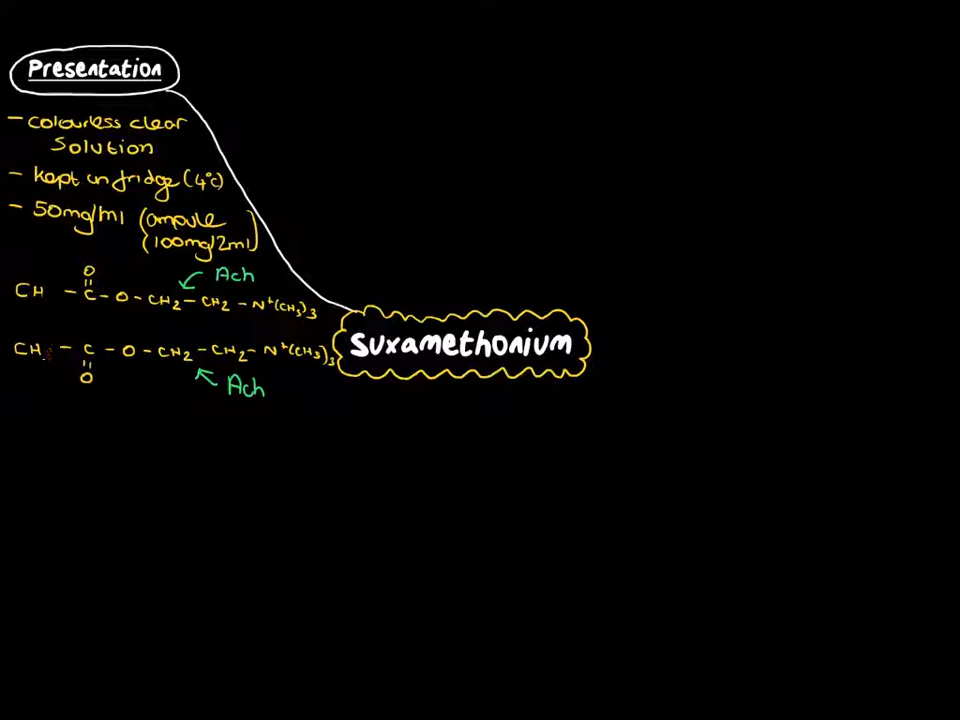 Presentation
- colourless clear
solution
- kept in fridge (4°c)
- 50mg/ml (ampule
(100mg/2ml)
Ach
O
CH - C - O - CH2 - CH2 - N+(CH3)3
CH - C - O - CH2 - CH2 - N+(CH3)3
O
Ach
Suxamethonium